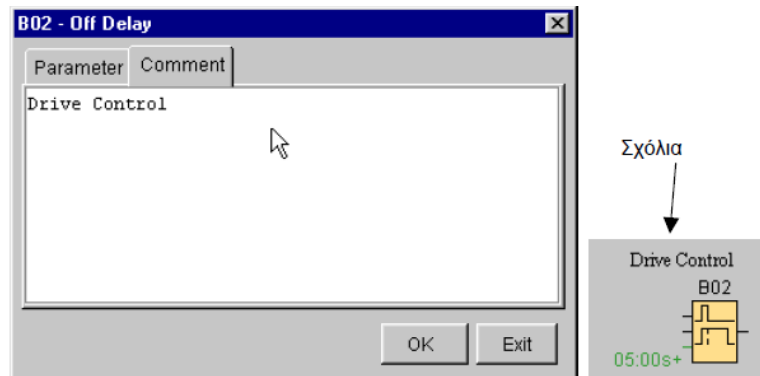 B02 - Off Delay
Parameter Comment
Drive Control
OK Exit
Σχόλια
Drive Control
B02
05:00s+